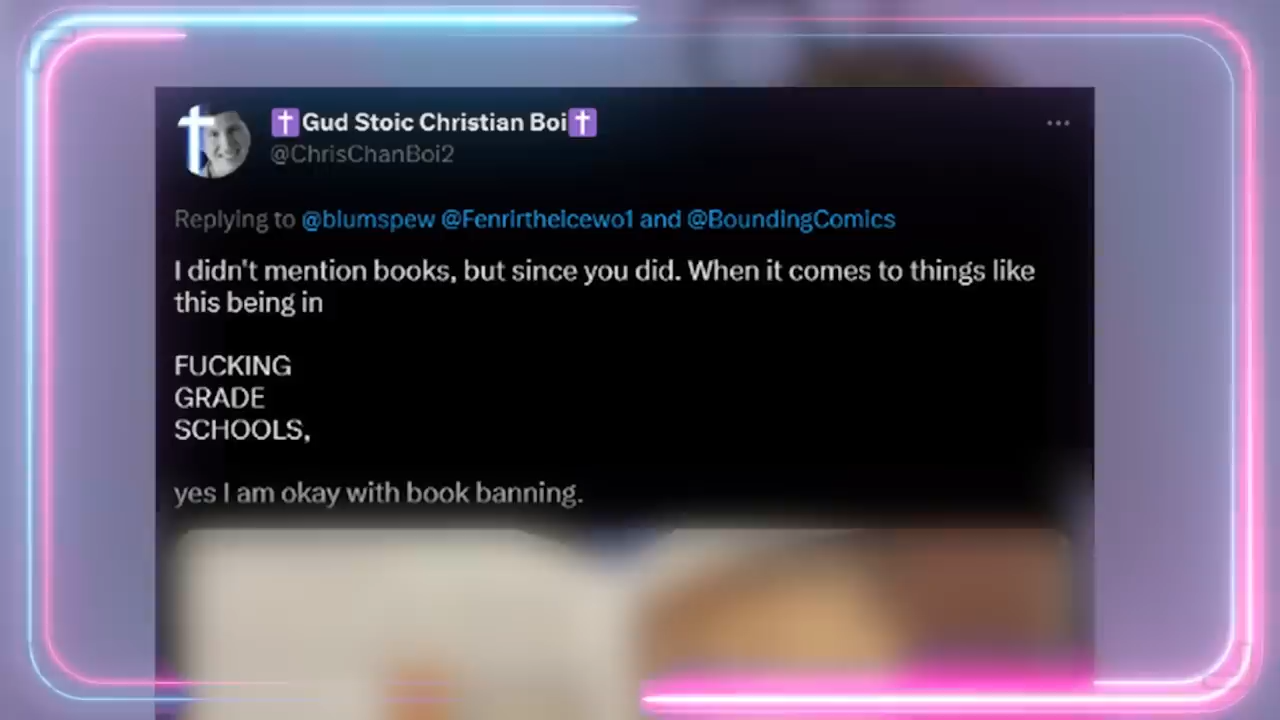 ✝Gud Stoic Christian Boi✝
@ChrisChanBoi2
Replying to @blumspew @Fenrirtheicewo1 and @BoundingComics
I didn't mention books, but since you did. When it comes to things like
this being in
FUCKING
GRADE
SCHOOLS,
yes I am okay with book banning.